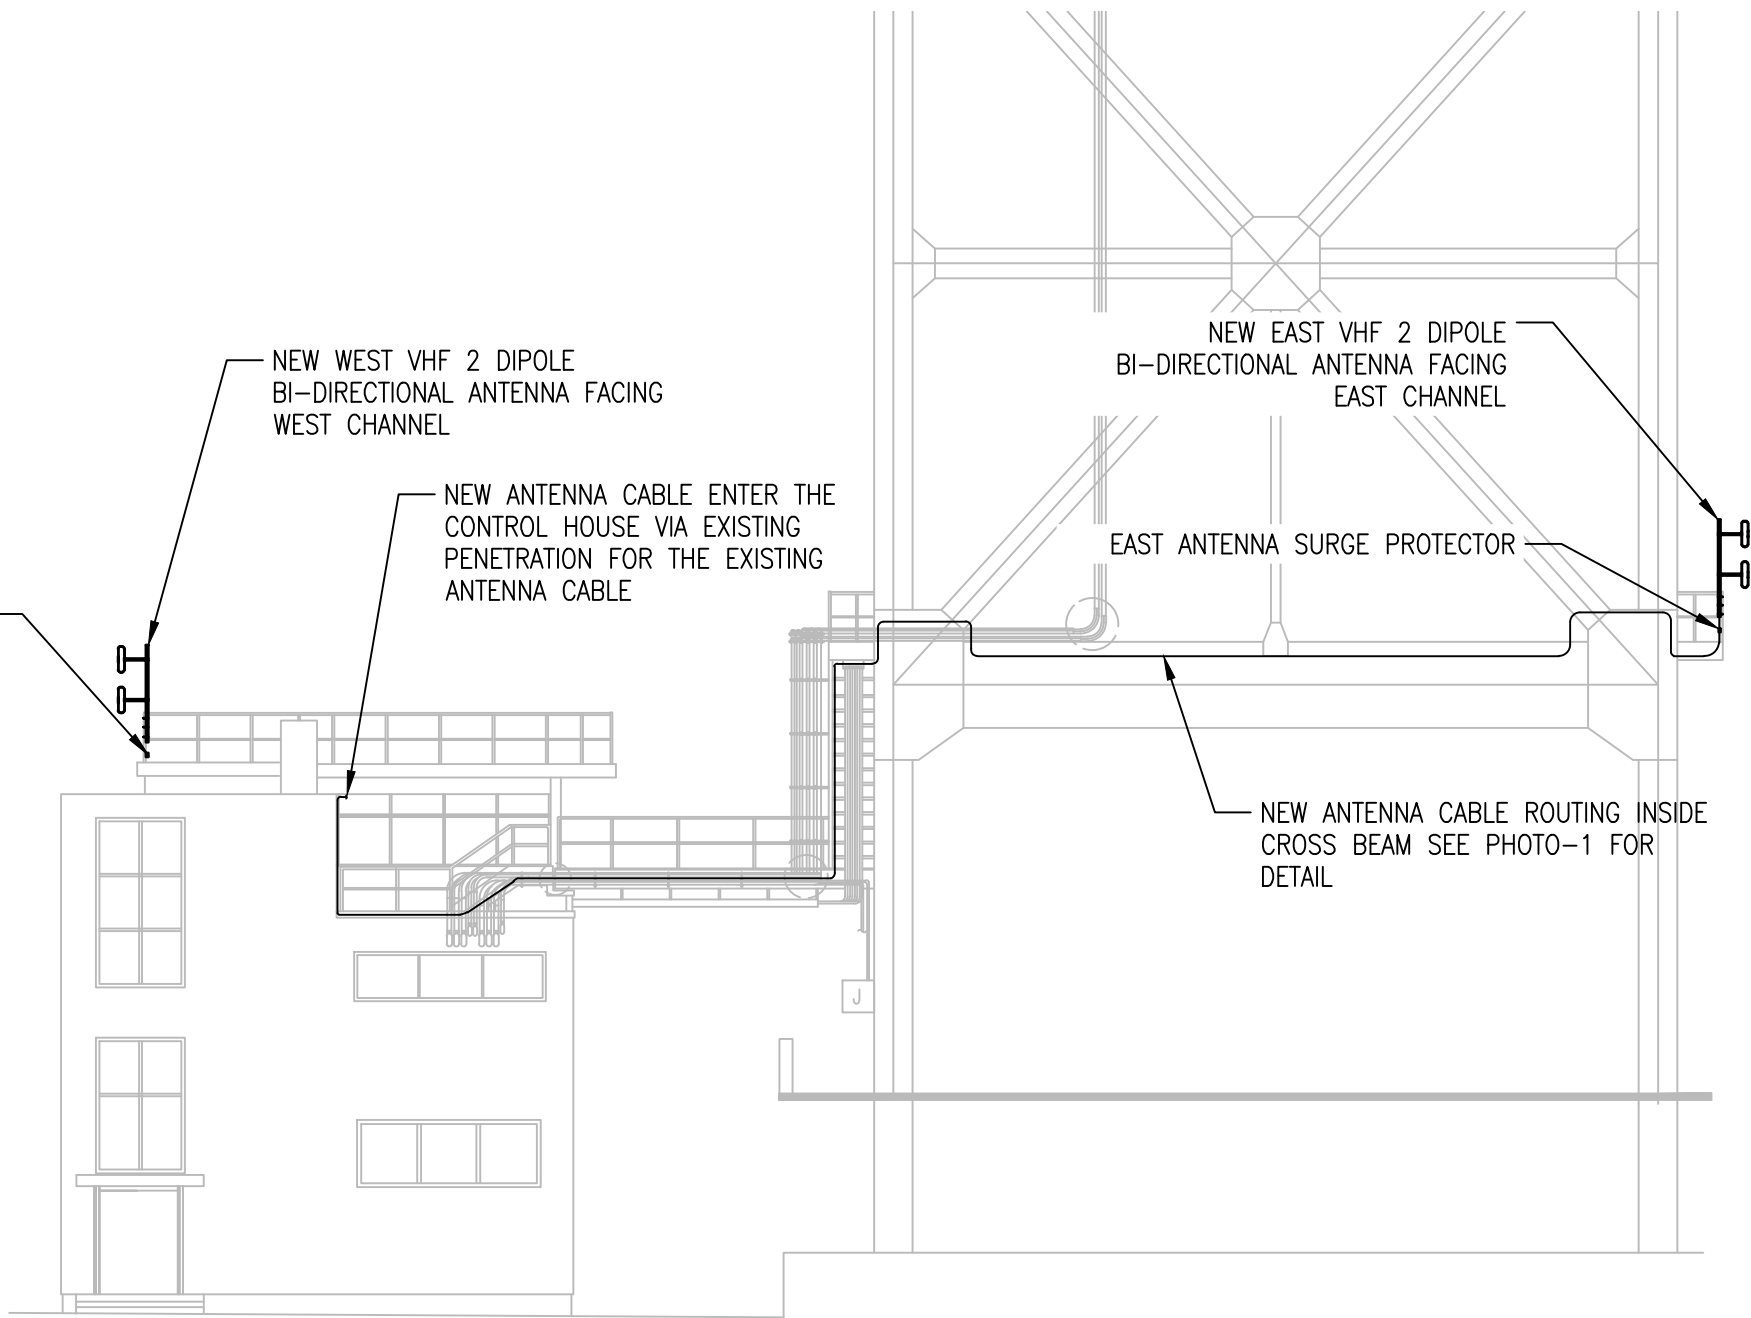 NEW WEST VHF 2 DIPOLE
BI-DIRECTIONAL ANTENNA FACING
WEST CHANNEL
NEW ANTENNA CABLE ENTER THE
CONTROL HOUSE VIA EXISTING
PENETRATION FOR THE EXISTING
ANTENNA CABLE
NEW EAST VHF 2 DIPOLE
BI-DIRECTIONAL ANTENNA FACING
EAST CHANNEL
EAST ANTENNA SURGE PROTECTOR
NEW ANTENNA CABLE ROUTING INSIDE
CROSS BEAM SEE PHOTO-1 FOR
DETAIL
J